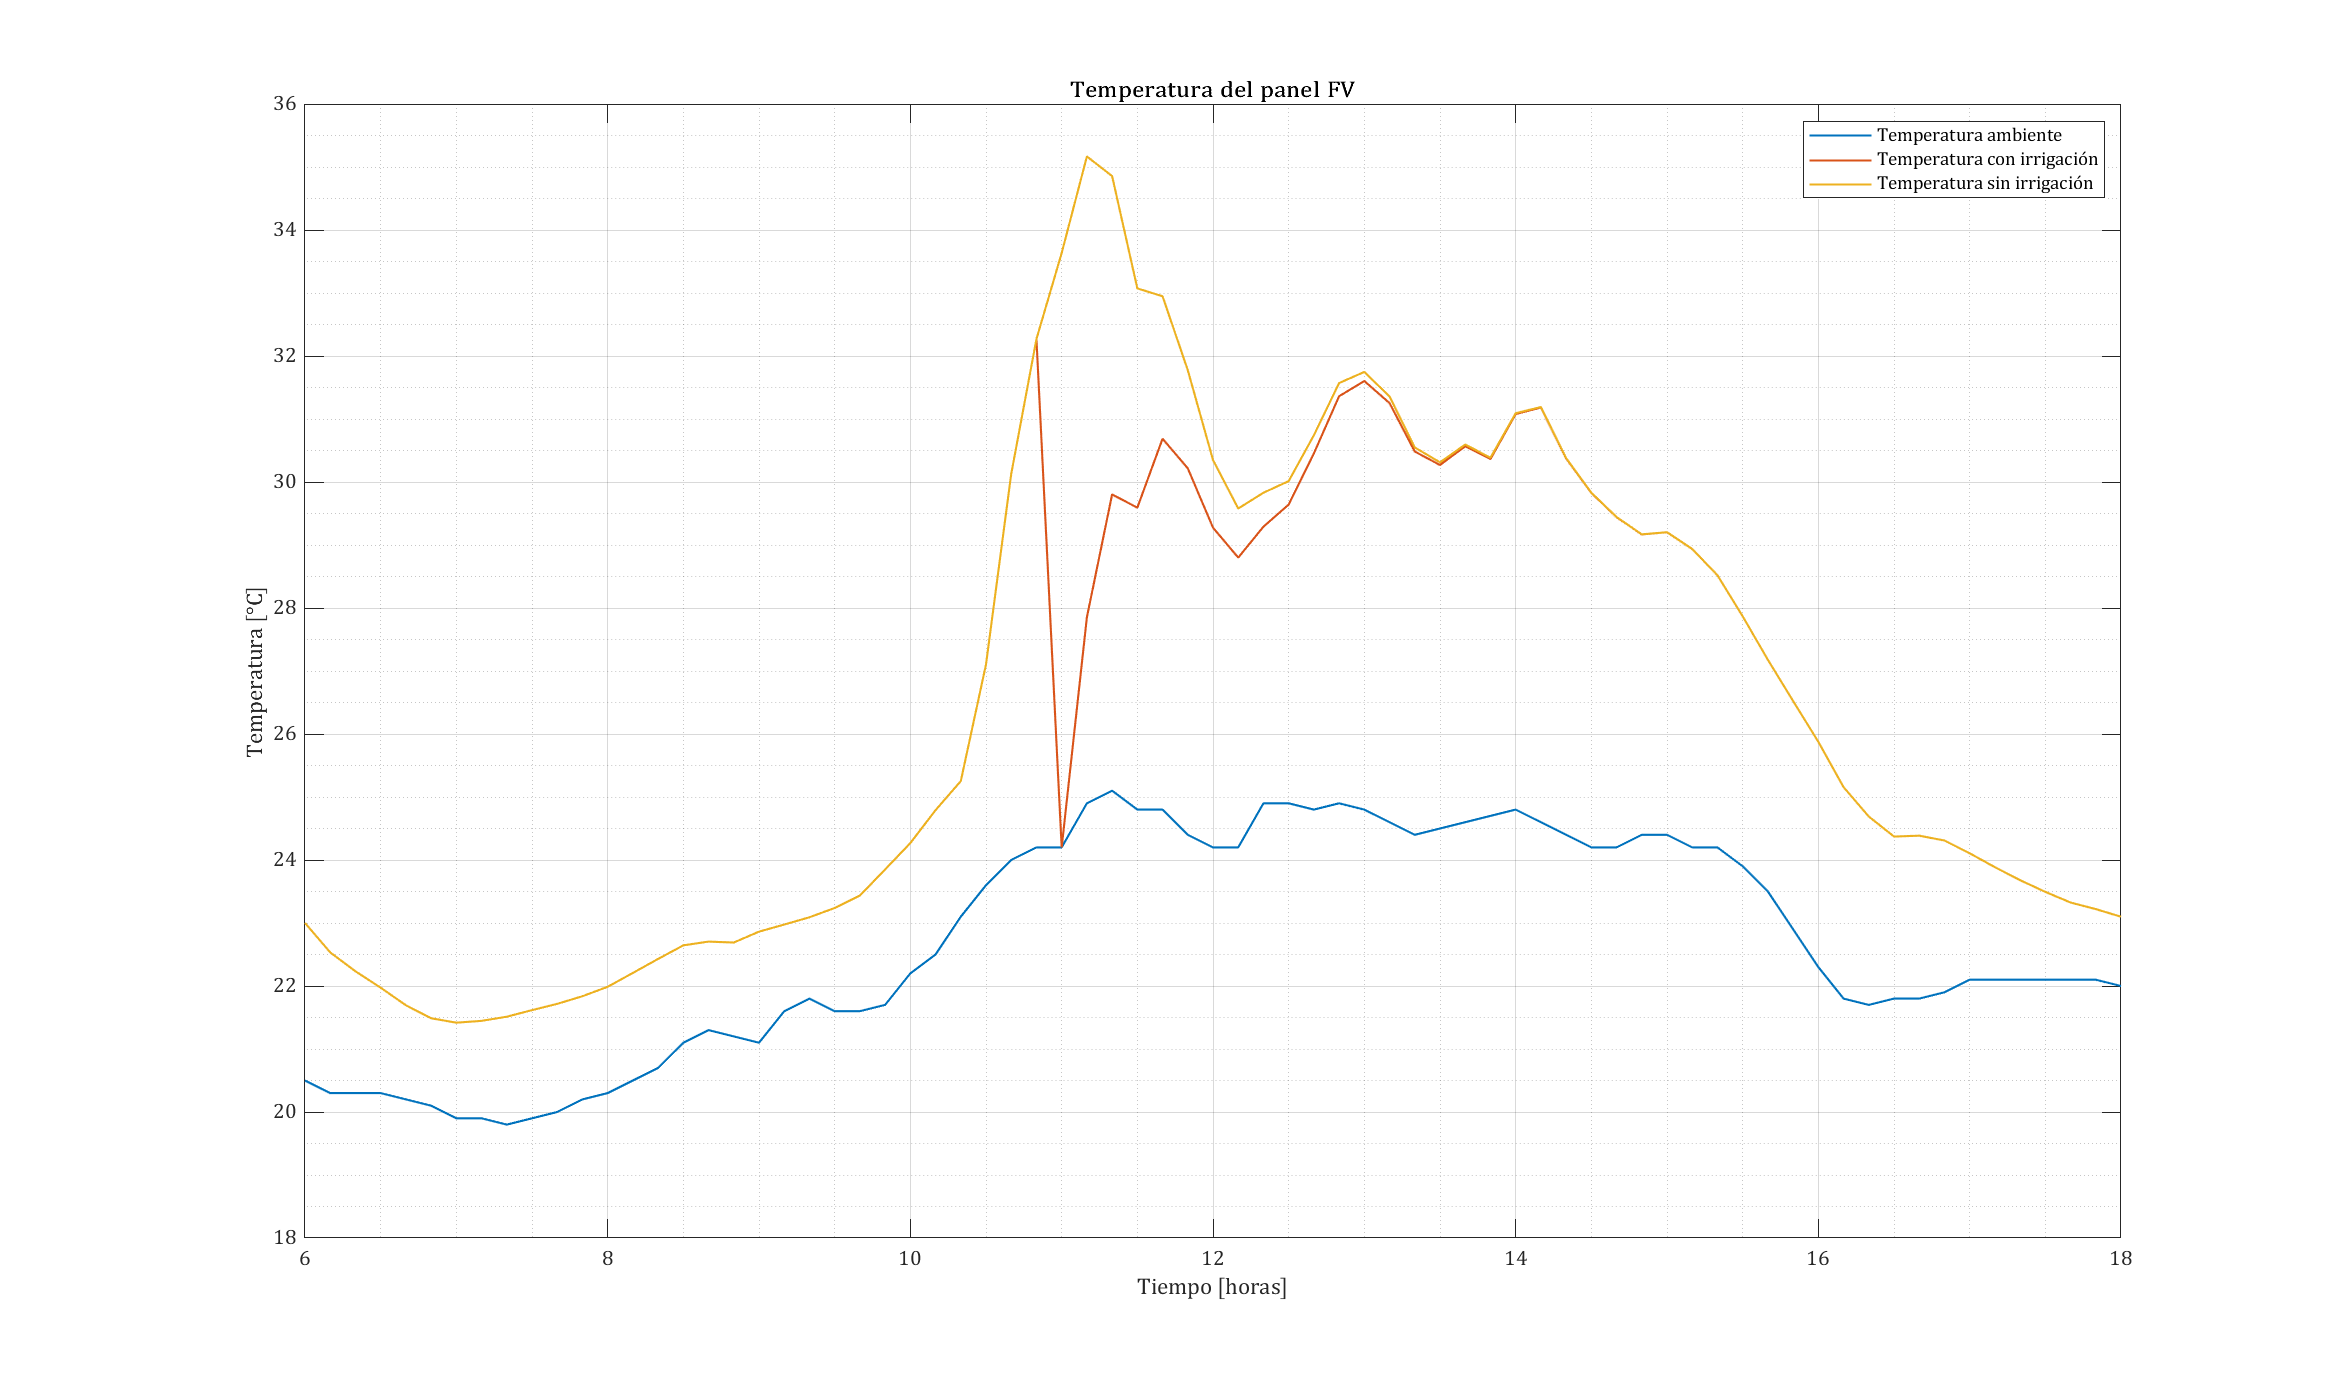 Temperatura del panel FV
36
34
32
30
28
26
24
22
20
18
Temperatura [°C]
Temperatura ambiente
Temperatura con irrigación
Temperatura sin irrigación
6 8 10 12 14 16 18
Tiempo [horas]